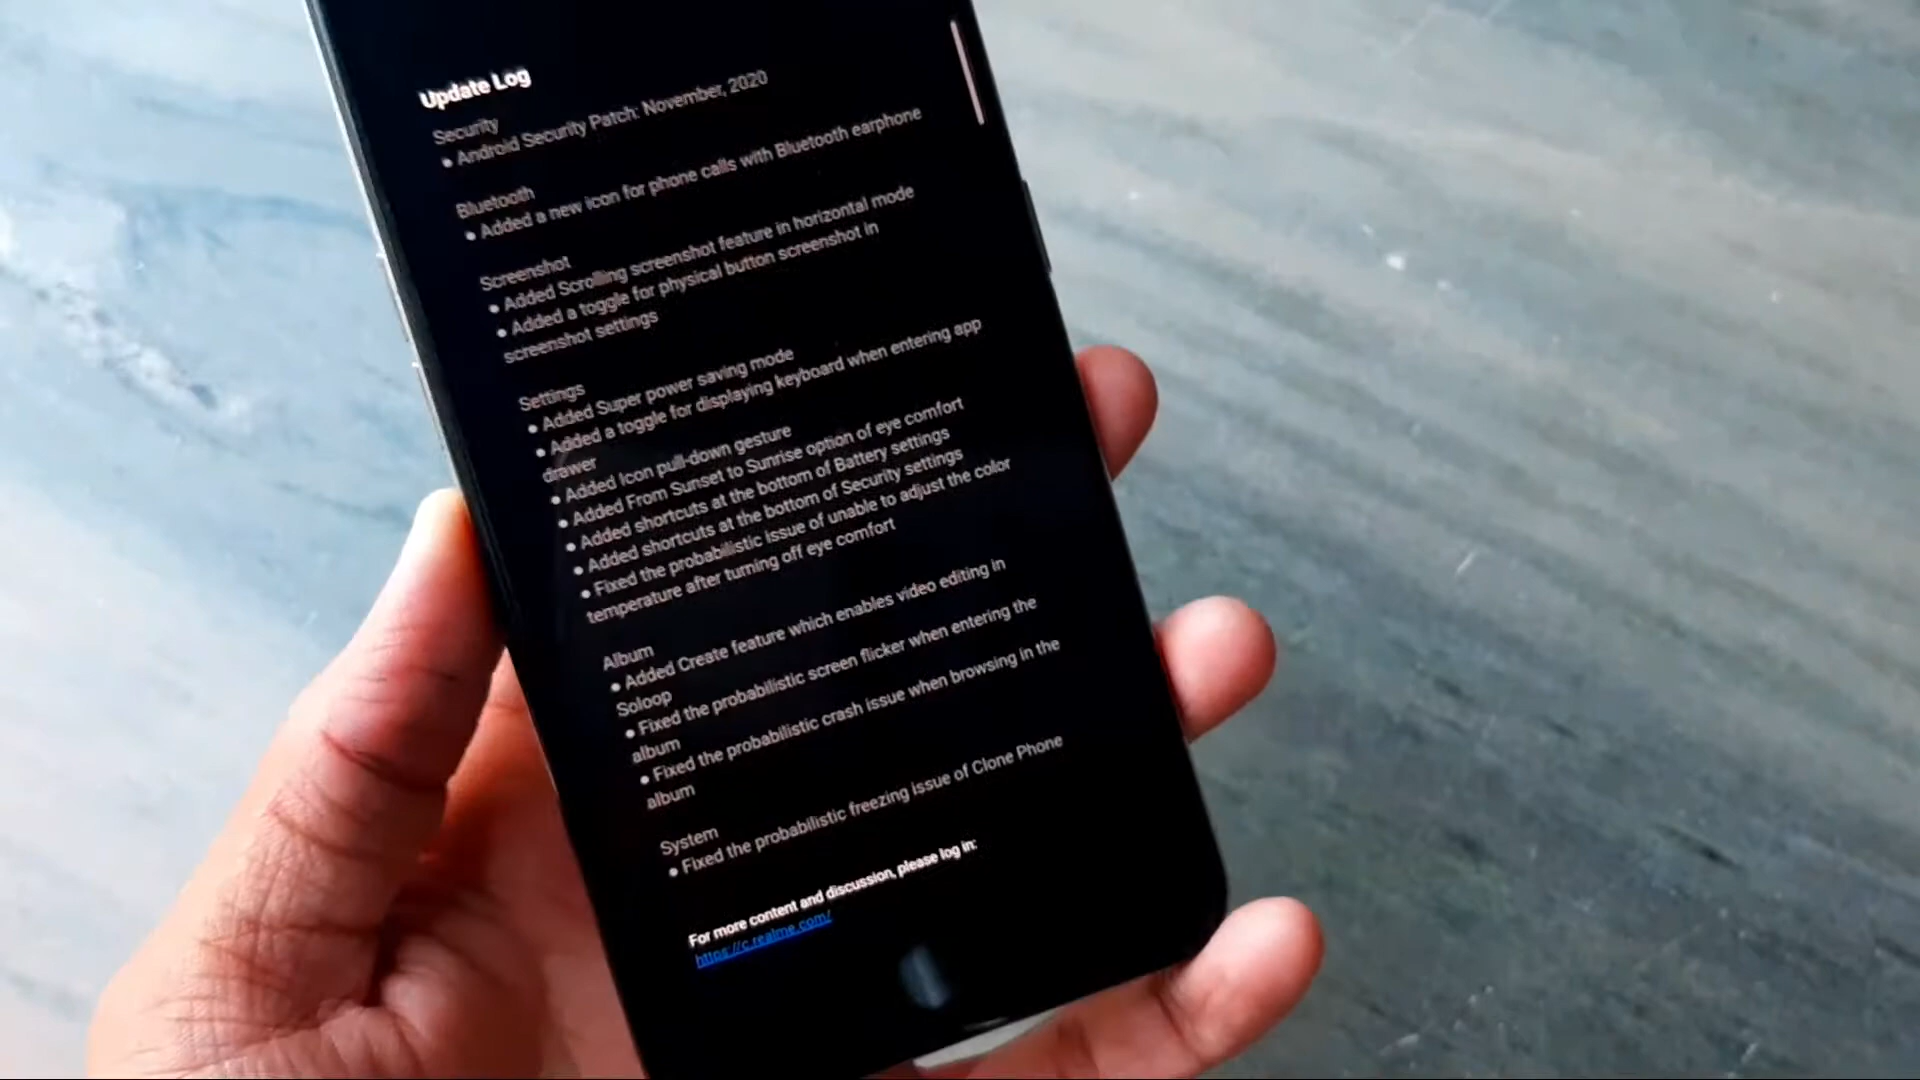 Update Log
Security
● Android Security Patch: November, 2020
Bluetooth
● Added a new icon for phone calls with Bluetooth earphone
Screenshot
● Added Scrolling screenshot feature in horizontal mode
● Added a toggle for physical button screenshot in
screenshot settings
Settings
● Added Super power saving mode
● Added a toggle for displaying keyboard when entering app
drawer
● Added Icon pull-down gesture
● Added From Sunset to Sunrise option of eye comfort
● Added shortcuts at the bottom of Battery settings
● Added shortcuts at the bottom of Security settings
● Fixed the probabilistic issue of unable to adjust the color
temperature after turning off eye comfort
Album
● Added Create feature which enables video editing in
Soloop
● Fixed the probabilistic screen flicker when entering the
album
● Fixed the probabilistic crash issue when browsing in the
album
System
● Fixed the probabilistic freezing issue of Clone Phone
For more content and discussion, please log in:
https://c.realme.com/